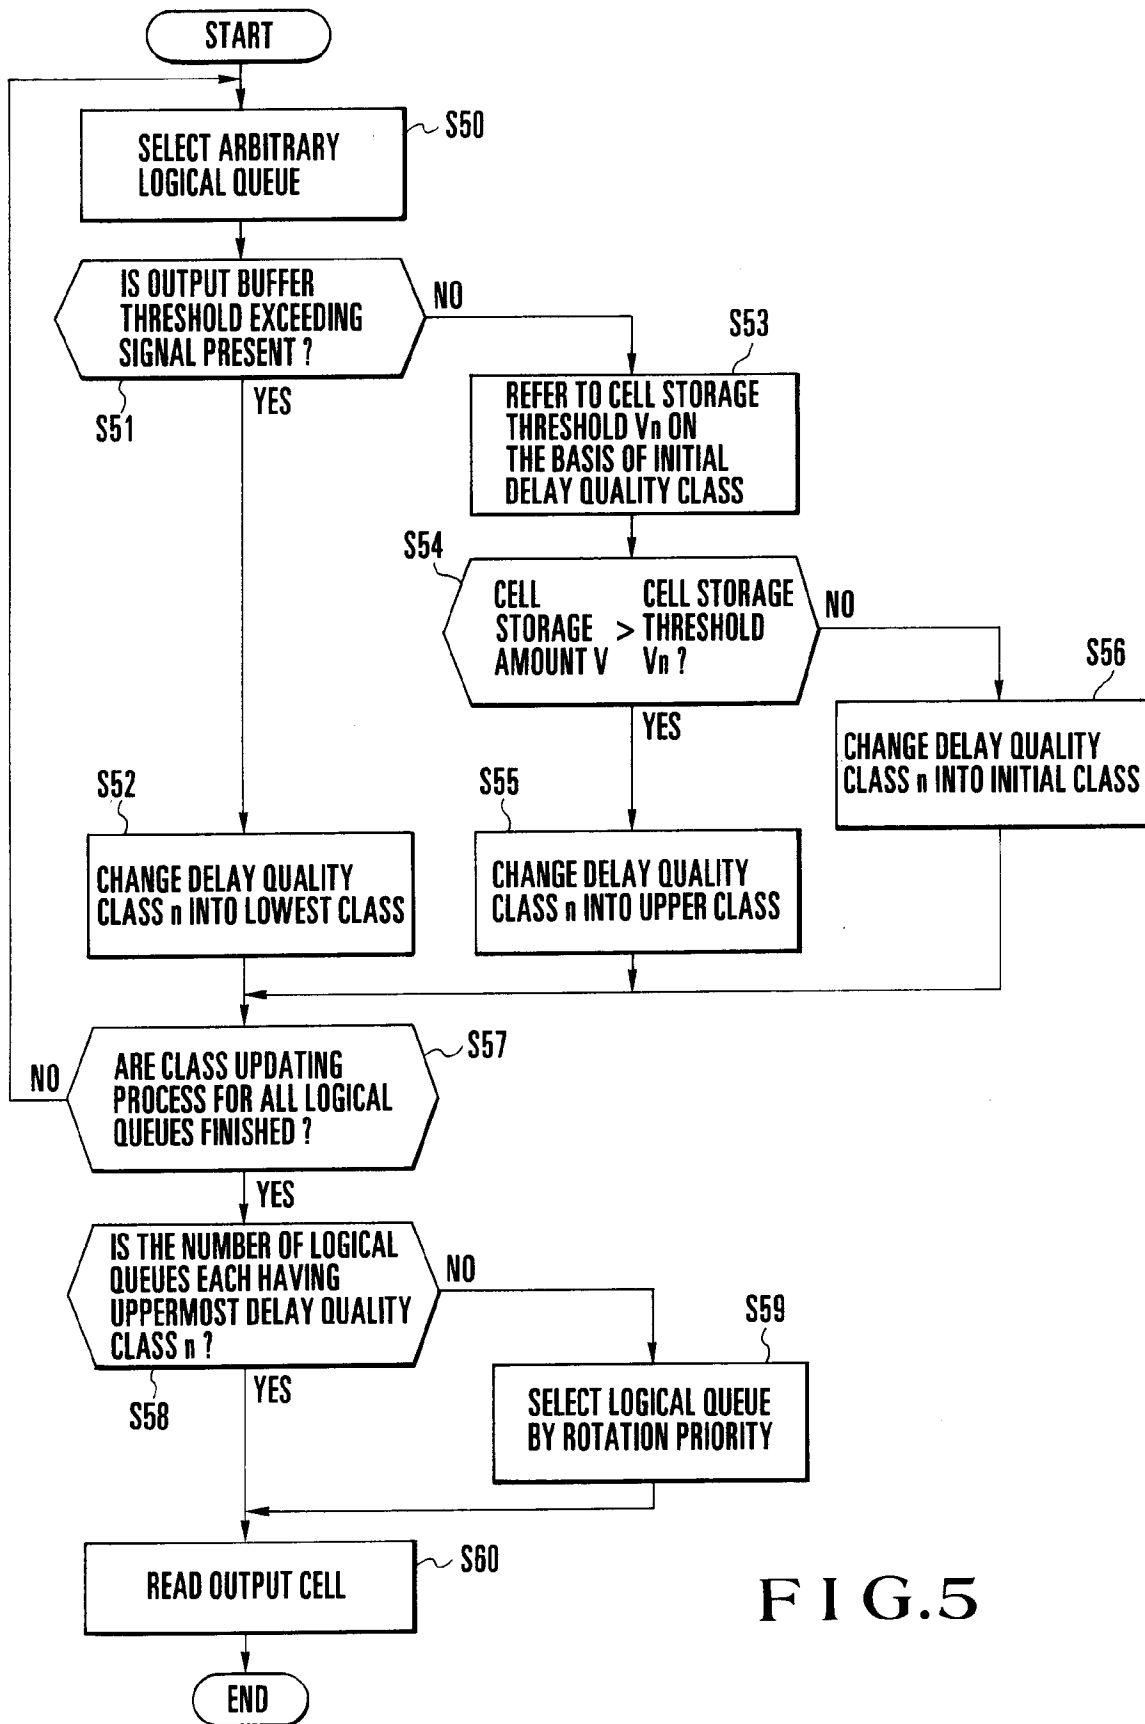 START
S50
SELECT ARBITRARY
LOGICAL QUEUE
IS OUTPUT BUFFER
THRESHOLD EXCEEDING
SIGNAL PRESENT ?
NO
YES
S51
S53
REFER TO CELL STORAGE
THRESHOLD Vn ON
THE BASIS OF INITIAL
DELAY QUALITY CLASS
S54
CELL
STORAGE
AMOUNT V
>
CELL STORAGE
THRESHOLD
Vn ?
NO
YES
S56
CHANGE DELAY QUALITY
CLASS n INTO INITIAL CLASS
S52
CHANGE DELAY QUALITY
CLASS n INTO LOWEST CLASS
S55
CHANGE DELAY QUALITY
CLASS n INTO UPPER CLASS
S57
ARE CLASS UPDATING
PROCESS FOR ALL LOGICAL
QUEUES FINISHED ?
NO
YES
IS THE NUMBER OF LOGICAL
QUEUES EACH HAVING
UPPERMOST DELAY QUALITY
CLASS n ?
NO
YES
S58
S59
SELECT LOGICAL QUEUE
BY ROTATION PRIORITY
S60
READ OUTPUT CELL
END
FIG.5